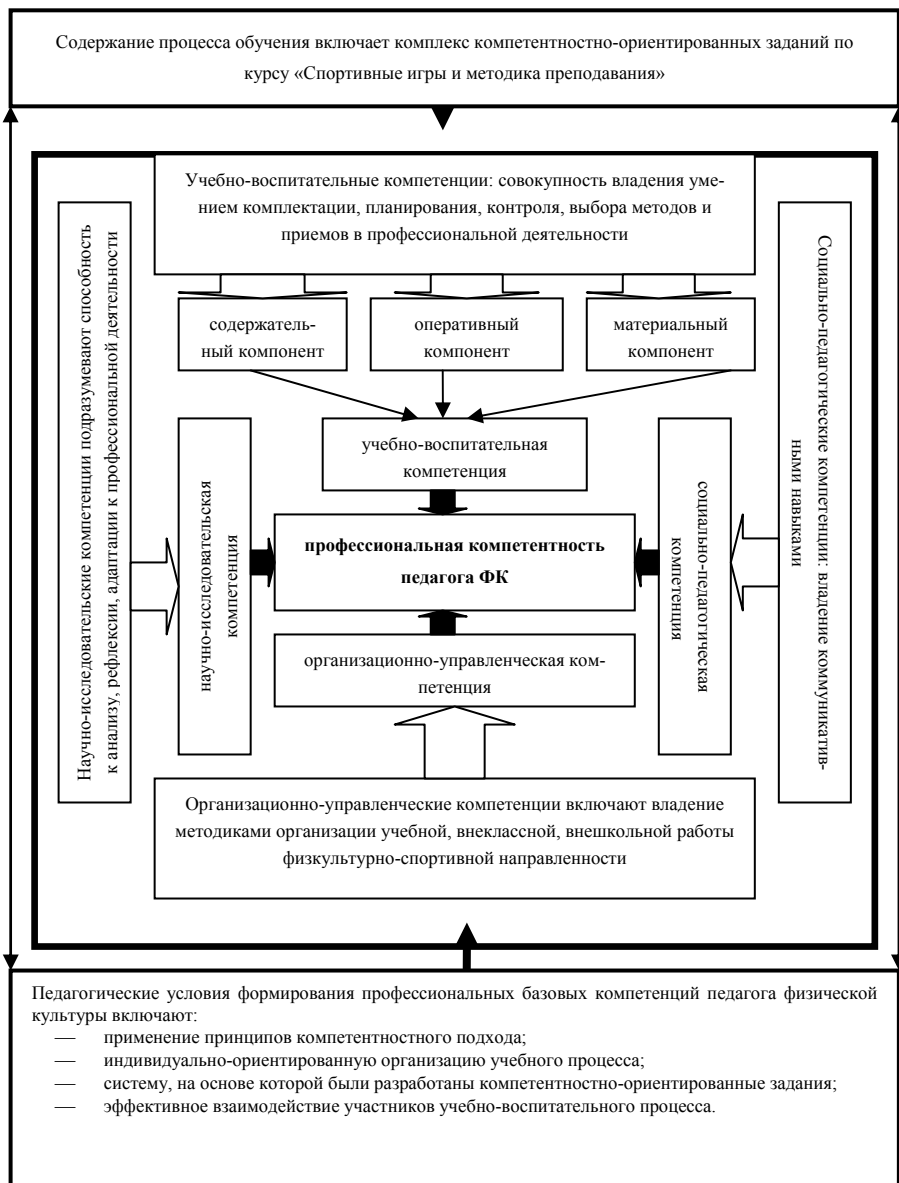 Содержание процесса обучения включает комплекс компетентностно-ориентированных заданий по
курсу «Спортивные игры и методика преподавания»
Учебно-воспитательные компетенции: совокупность владения уме-
нием комплектации, планирования, контроля, выбора методов и
приемов в профессиональной деятельности
Научно-исследовательские компетенции подразумевают способность
к анализу, рефлексии, адаптации к профессиональной деятельности
Социально-педагогические компетенции: владение коммуникатив-
ными навыками
содержатель-
ный компонент
оперативный
компонент
материальный
компонент
учебно-воспитательная
компетенция
научно-исследовательская
компетенция
профессиональная компетентность
педагога ФК
социально-педагогическая
компетенция
организационно-управленческая ком-
петенция
Организационно-управленческие компетенции включают владение
методиками организации учебной, внеклассной, внешкольной работы
физкультурно-спортивной направленности
Педагогические условия формирования профессиональных базовых компетенций педагога физической
культуры включают:
— применение принципов компетентностного подхода;
— индивидуально-ориентированную организацию учебного процесса;
— систему, на основе которой были разработаны компетентностно-ориентированные задания;
— эффективное взаимодействие участников учебно-воспитательного процесса.